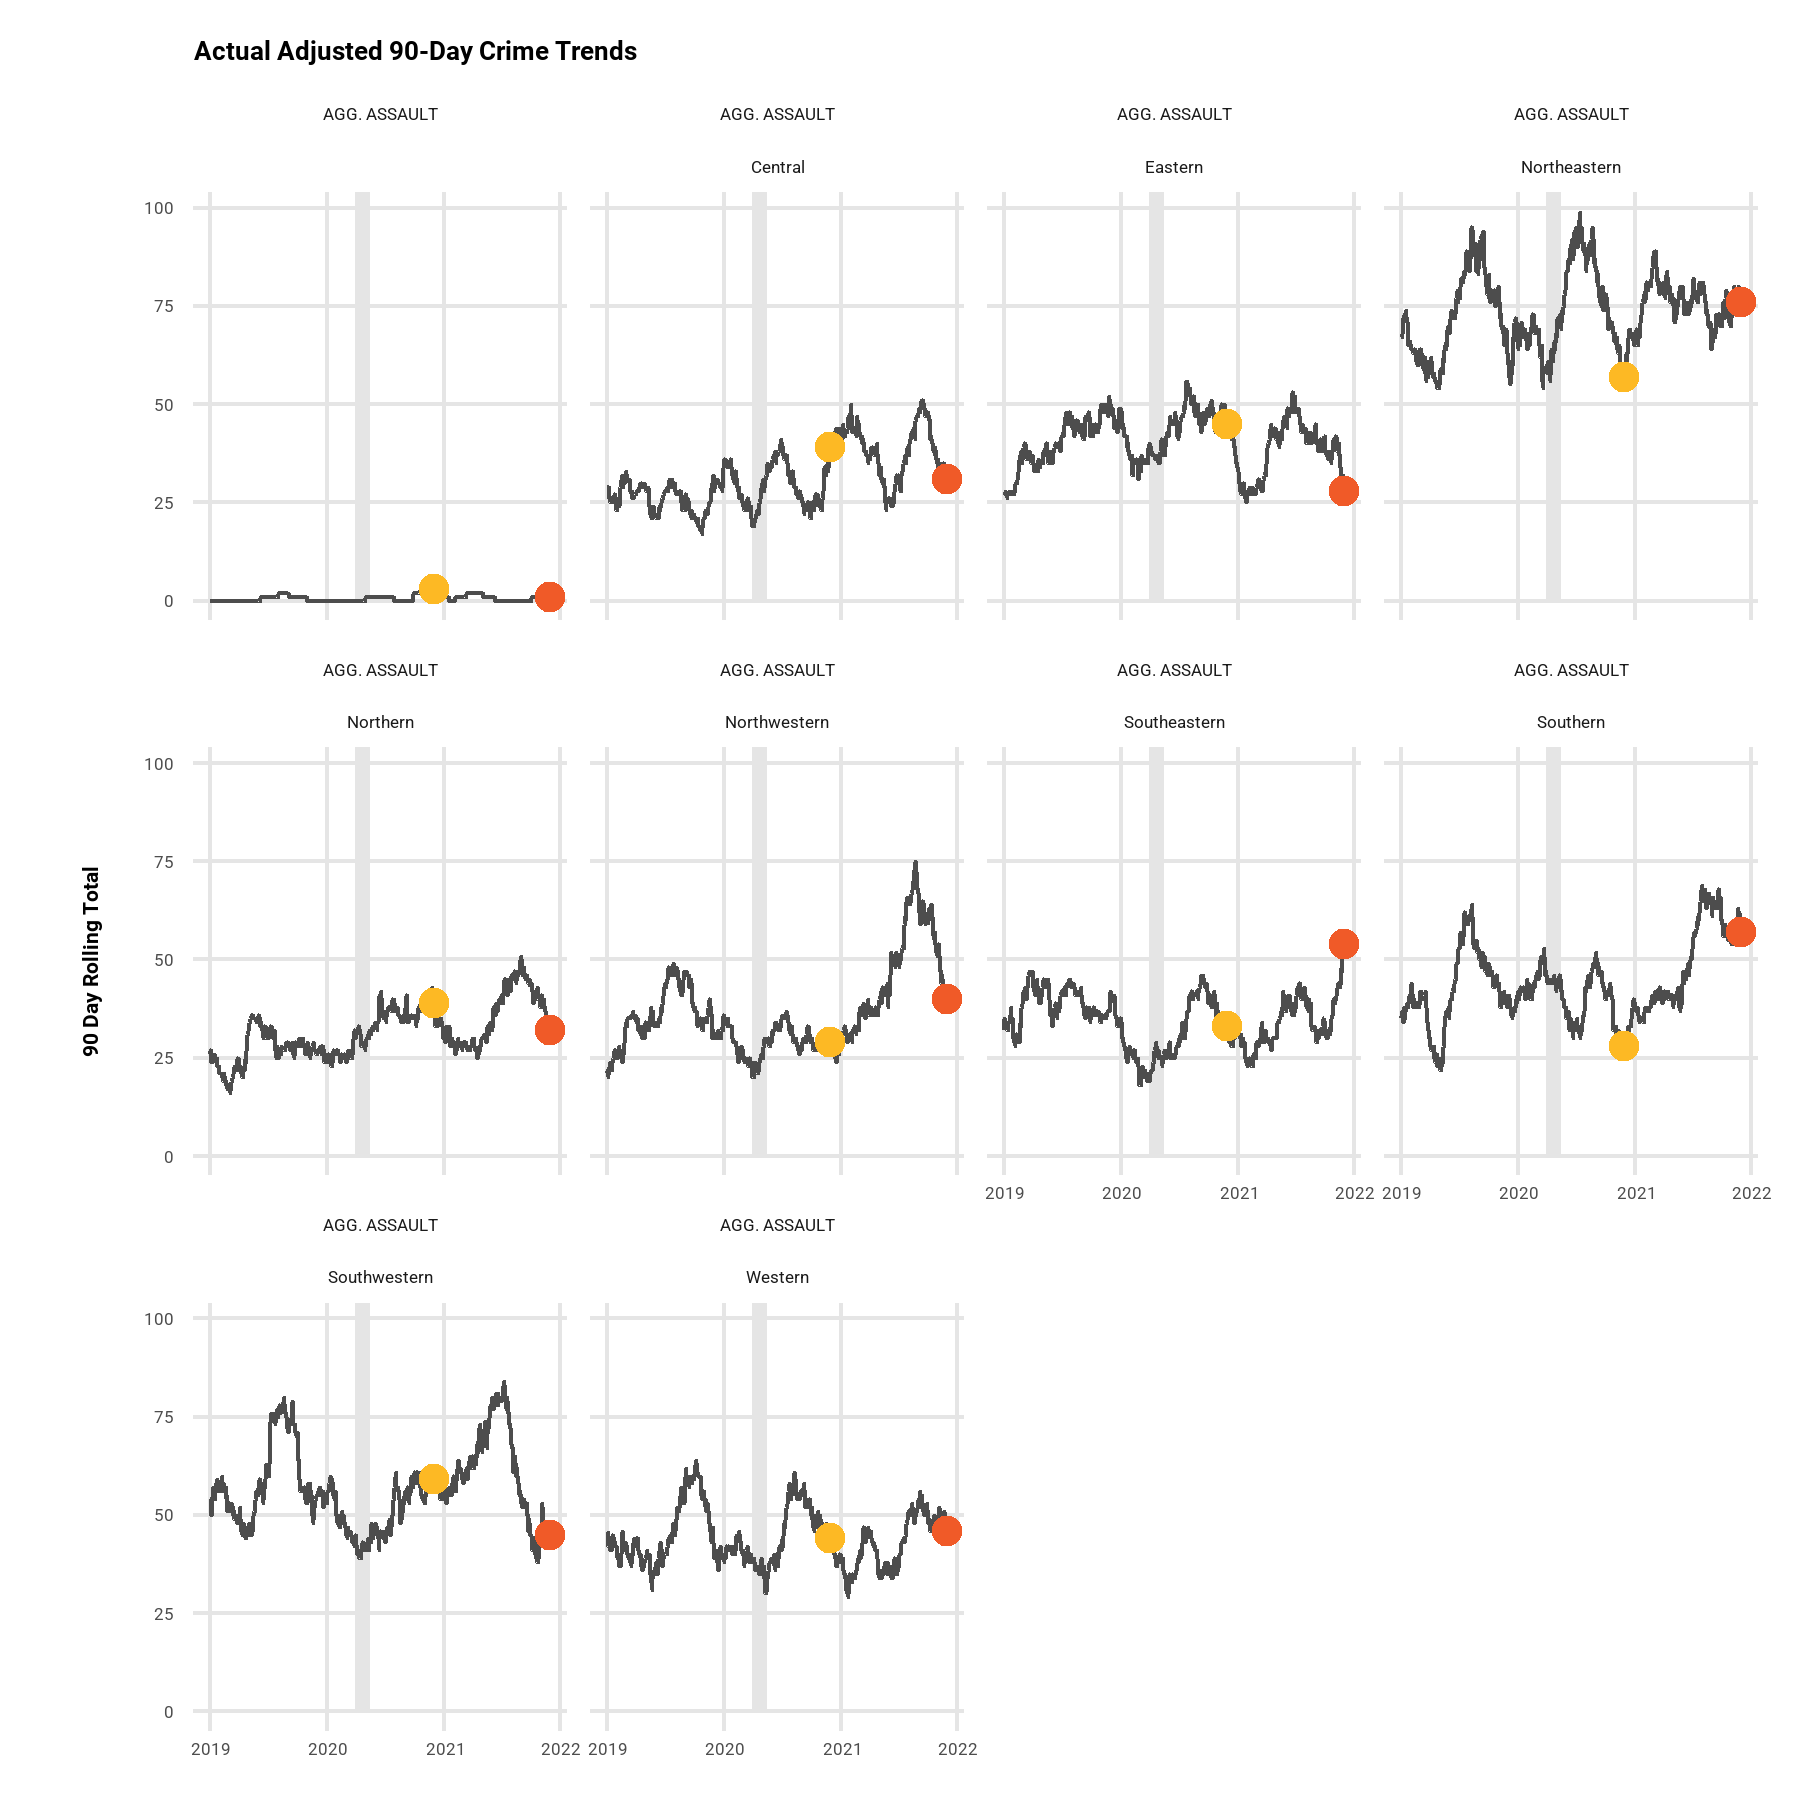 Actual Adjusted 90-Day Crime Trends
AGG. ASSAULT AGG. ASSAULT AGG. ASSAULT AGG. ASSAULT
Central Eastern Northeastern
100
75
50
25
0
AGG. ASSAULT AGG. ASSAULT AGG. ASSAULT AGG. ASSAULT
Northern Northwestern Southeastern Southern
90 Day Rolling Total
100
75
50
25
0
2019 2020 2021 2022 2019 2020 2021 2022
AGG. ASSAULT AGG. ASSAULT
Southwestern Western
100
75
50
25
0
2019 2020 2021 2022 2019 2020 2021 2022